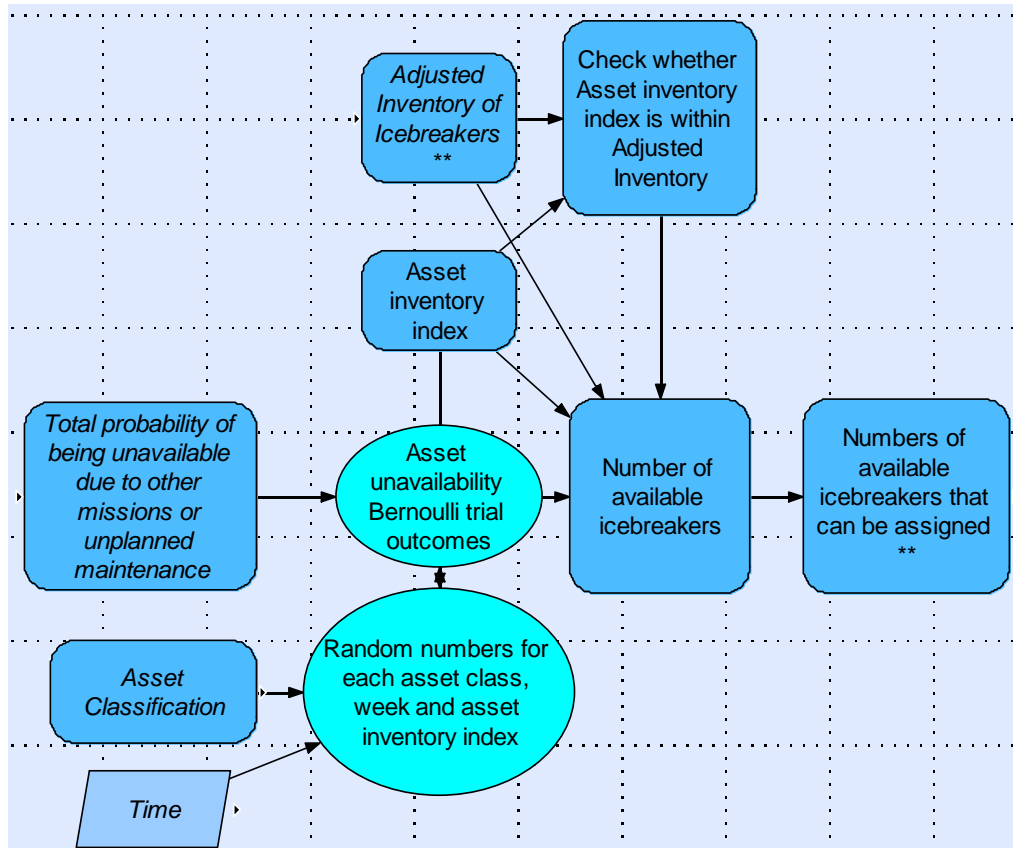 Adjusted
Inventory of
Icebreakers
**
Check whether
Asset inventory
index is within
Adjusted
Inventory
Asset
inventory
index
Total probability of
being unavailable
due to other
missions or
unplanned
maintenance
Asset
unavailability
Bernoulli trial
outcomes
Number of
available
icebreakers
Numbers of
available
icebreakers that
can be assigned
**
Asset
Classification
Random numbers for
each asset class,
week and asset
inventory index
Time